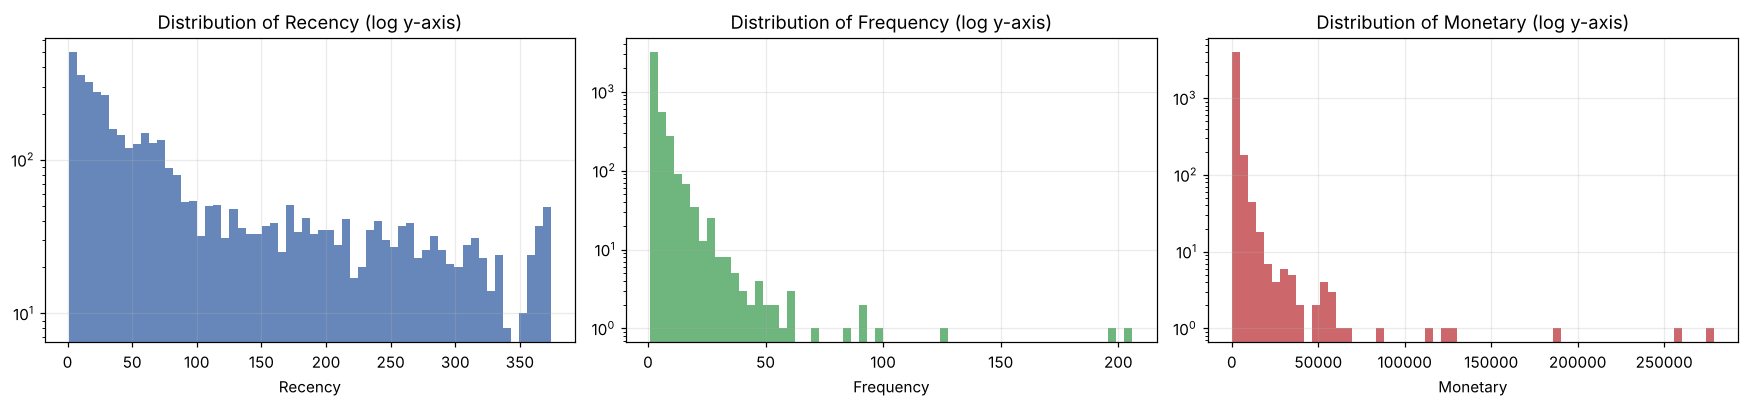 Distribution of Recency (log y-axis)
10²
10¹
0 50 100 150 200 250 300 350
Recency
Distribution of Frequency (log y-axis)
10³
10²
10¹
10⁰
0 50 100 150 200
Frequency
Distribution of Monetary (log y-axis)
10³
10²
10¹
10⁰
0 50000 100000 150000 200000 250000
Monetary